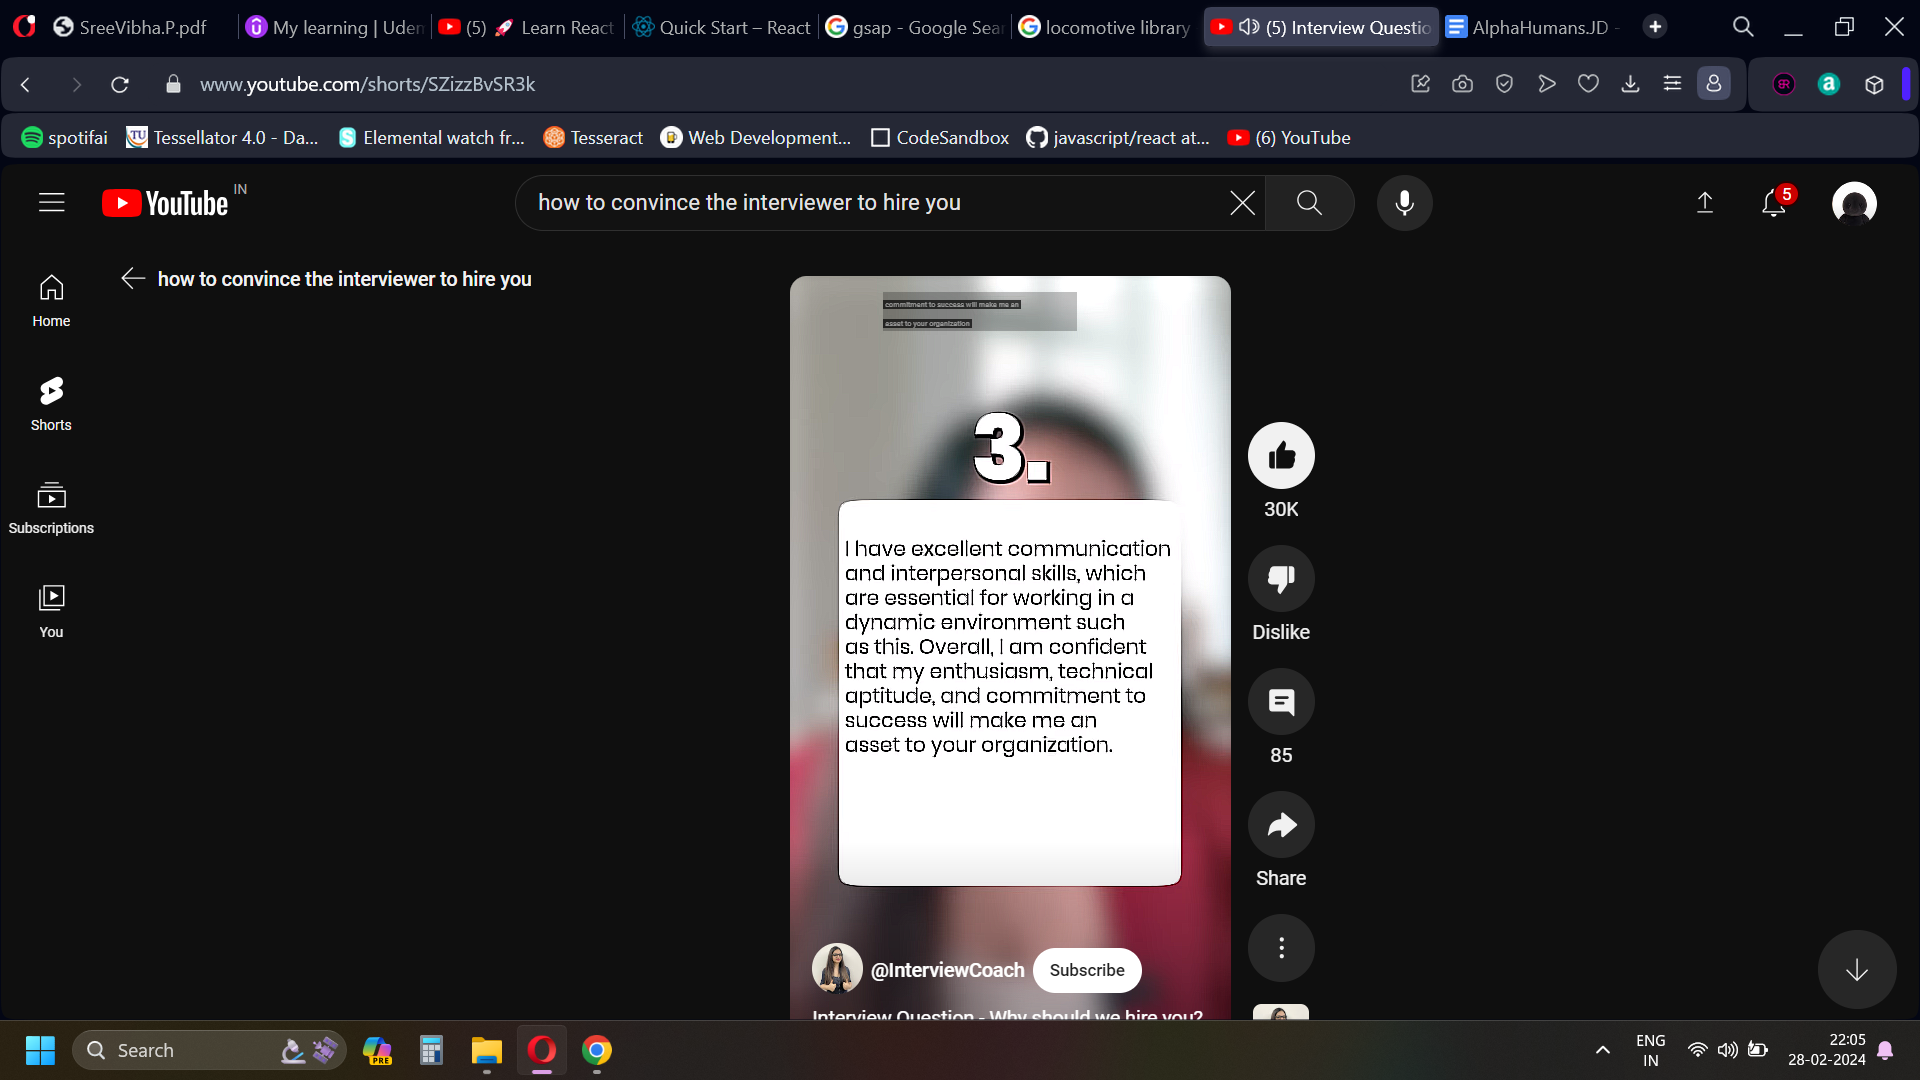 SreeVibha.P.pdf
My learning | Uden
(5) 🚀 Learn React
Quick Start – React
gsap - Google Sear
locomotive library
(5) Interview Questio
AlphaHumans.JD -
www.youtube.com/shorts/SZizzBvSR3k
spotifai
Tessellator 4.0 - Da...
Elemental watch fr...
Tesseract
Web Development...
CodeSandbox
javascript/react at...
(6) YouTube
YouTube IN
how to convince the interviewer to hire you
5
how to convince the interviewer to hire you
Home
Shorts
Subscriptions
You
commitment to success will make me an
asset to your organization
3.
I have excellent communication
and interpersonal skills, which
are essential for working in a
dynamic environment such
as this. Overall, I am confident
that my enthusiasm, technical
aptitude, and commitment to
success will make me an
asset to your organization.
30K
Dislike
85
Share
@InterviewCoach
Subscribe
Interview Question - Why should we hire you?
Search
PRE
ENG
IN
22:05
28-02-2024